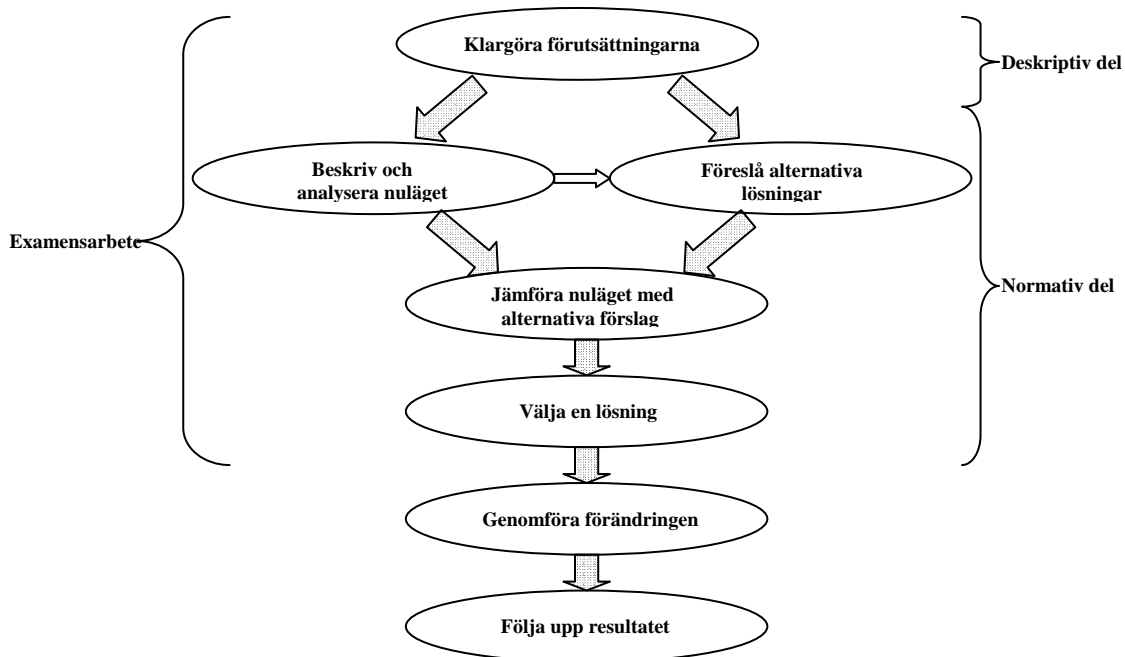 Klargöra förutsättningarna
Deskriptiv del
Beskriv och
analysera nuläget
Föreslå alternativa
lösningar
Examensarbete
Jämföra nuläget med
alternativa förslag
Normativ del
Välja en lösning
Genomföra förändringen
Följa upp resultatet